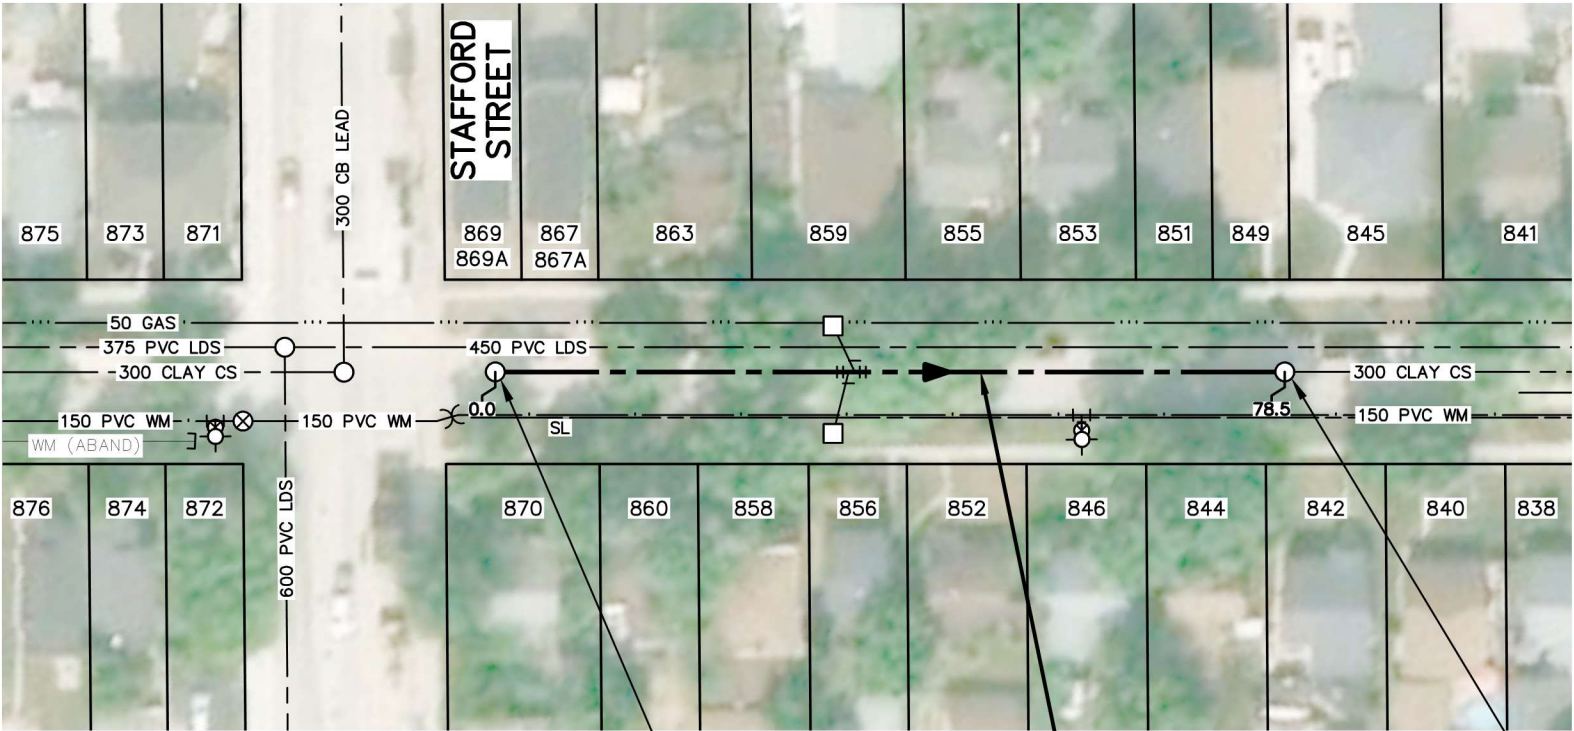 STAFFORD
STREET
300 CB LEAD
875
873
871
869
869A
867
867A
863
859
855
853
851
849
845
841
50 GAS
375 PVC LDS
450 PVC LDS
300 CLAY CS
300 CLAY CS
0.0
78.5
150 PVC WM
150 PVC WM
150 PVC WM
SL
WM (ABAND)
600 PVC LDS
876
874
872
870
860
858
856
852
846
844
842
840
838